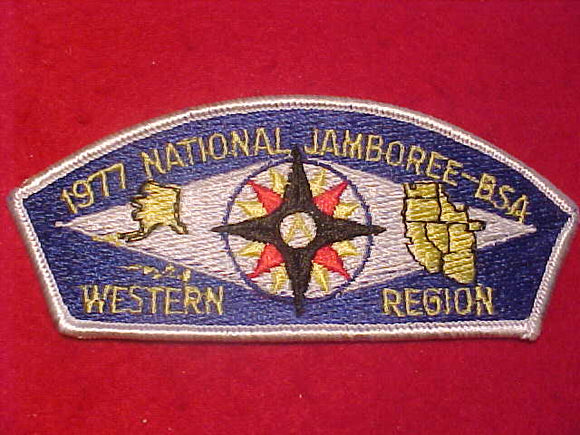 1977 NATIONAL JAMBOREE-BSA
WESTERN REGION